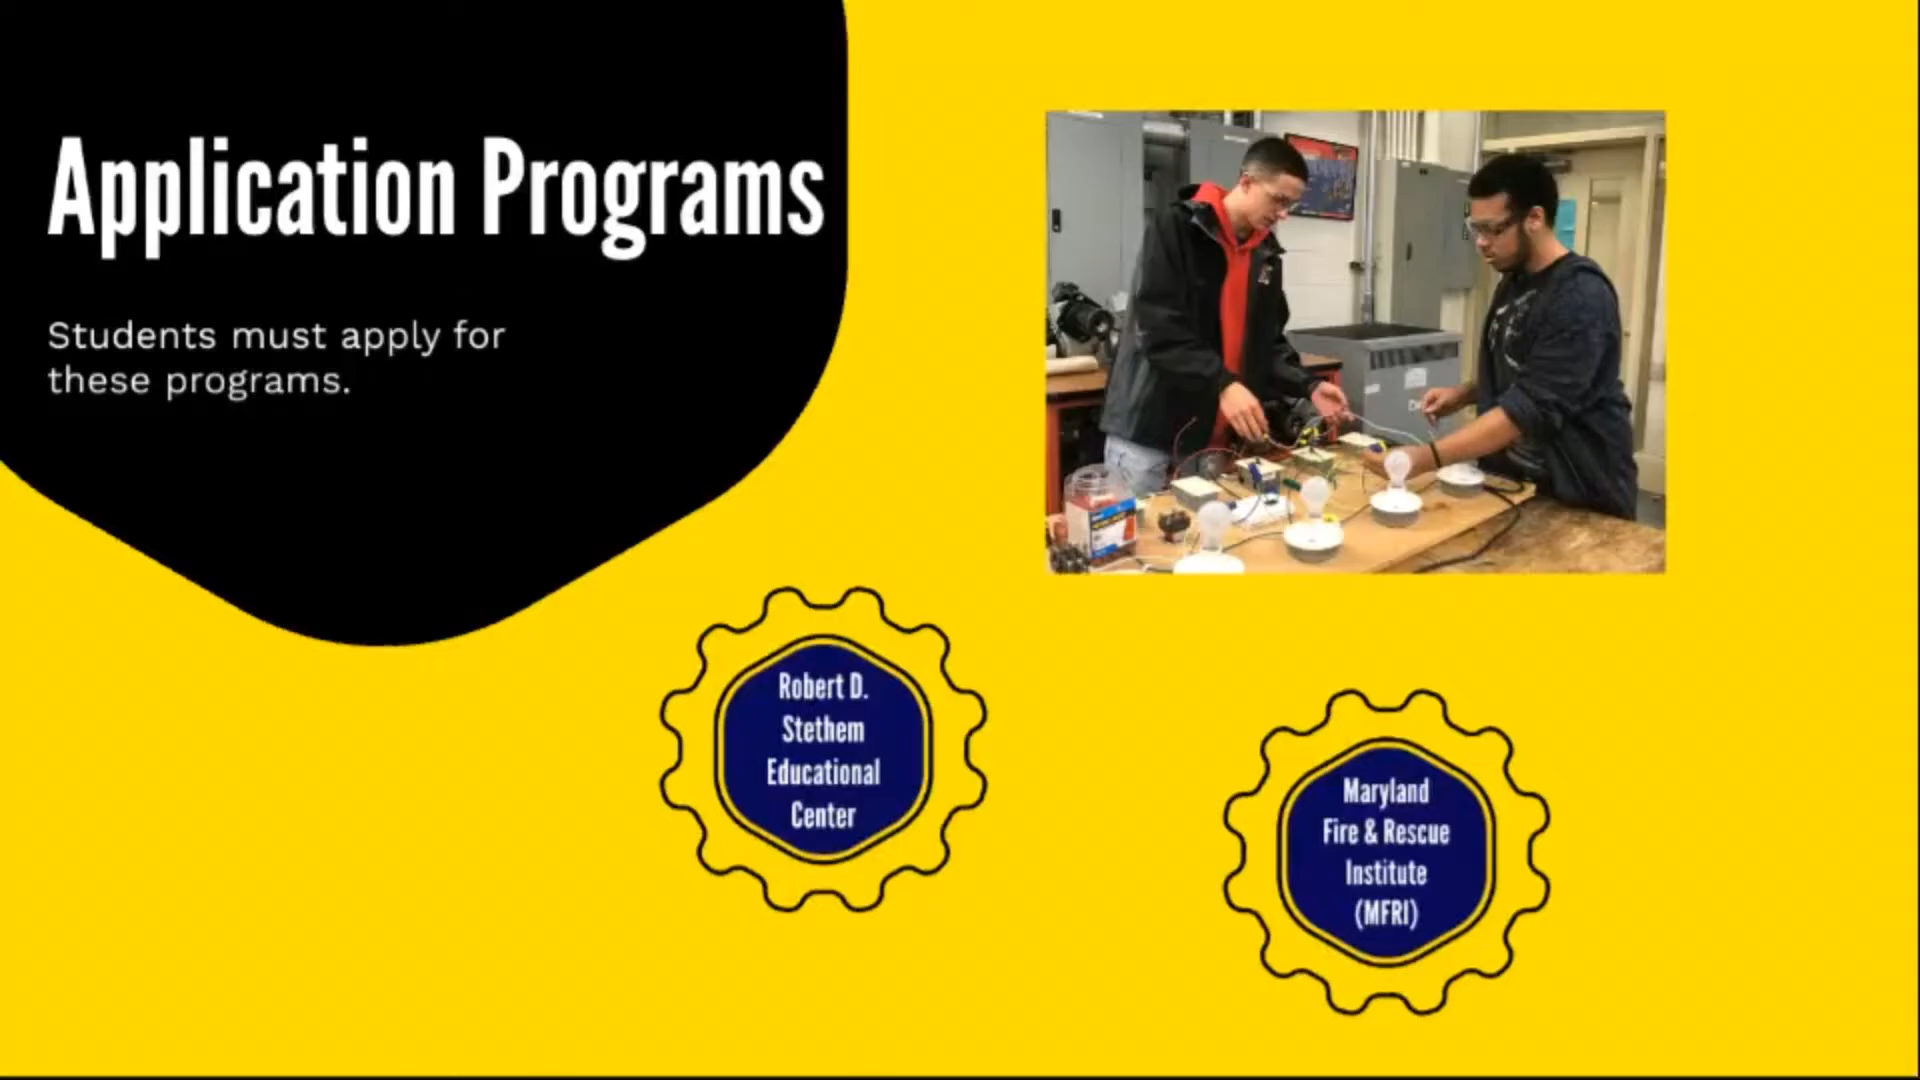 Application Programs
Students must apply for
these programs.
Robert D.
Stethem
Educational
Center
Maryland
Fire & Rescue
Institute
(MFRI)